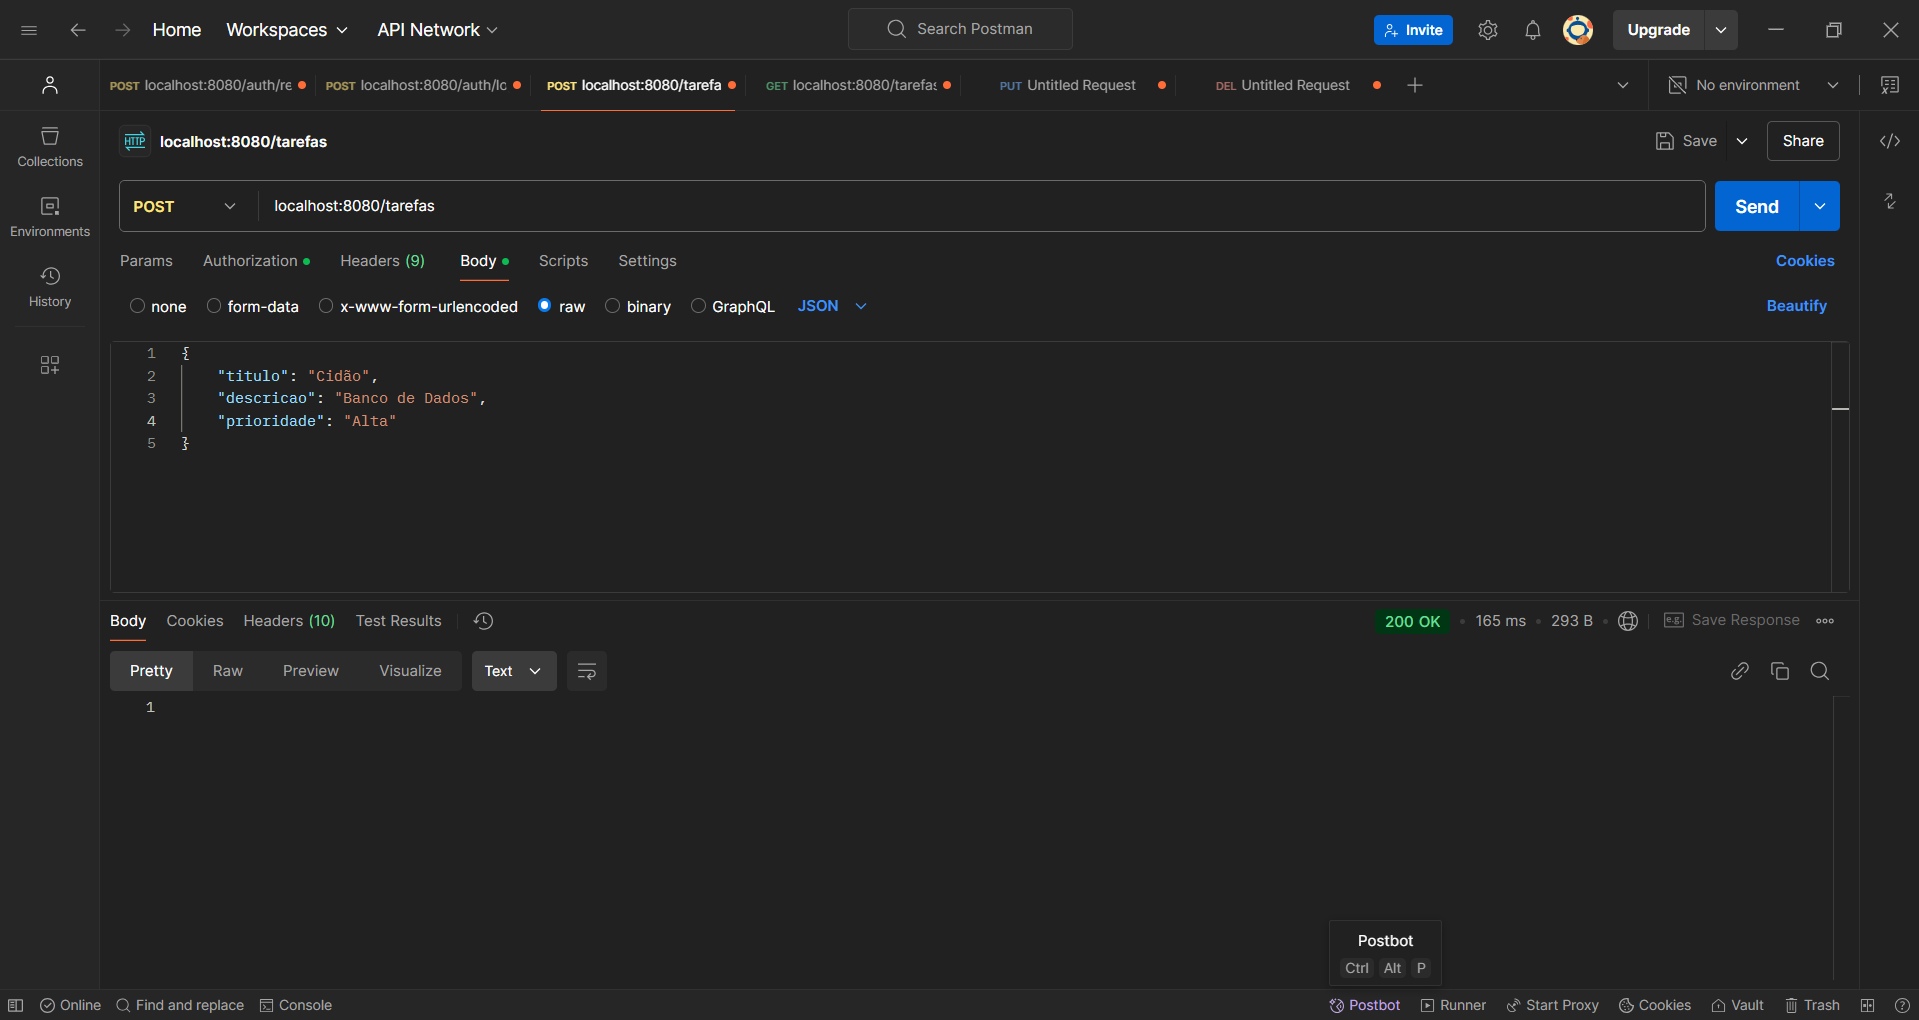 Home Workspaces API Network Search Postman Invite Upgrade
POST localhost:8080/auth/re POST localhost:8080/auth/lo POST localhost:8080/tarefa GET localhost:8080/tarefas PUT Untitled Request DEL Untitled Request No environment
HTTP localhost:8080/tarefas Save Share
Collections
POST localhost:8080/tarefas Send
Environments
Params Authorization Headers (9) Body Scripts Settings Cookies
History
none form-data x-www-form-urlencoded raw binary GraphQL JSON Beautify
1 {
2 "titulo": "Cidão",
3 "descricao": "Banco de Dados",
4 "prioridade": "Alta"
5 }
Body Cookies Headers (10) Test Results 200 OK 165 ms 293 B e.g. Save Response
Pretty Raw Preview Visualize Text
1
Postbot
Ctrl Alt P
Online Find and replace Console Postbot Runner Start Proxy Cookies Vault Trash